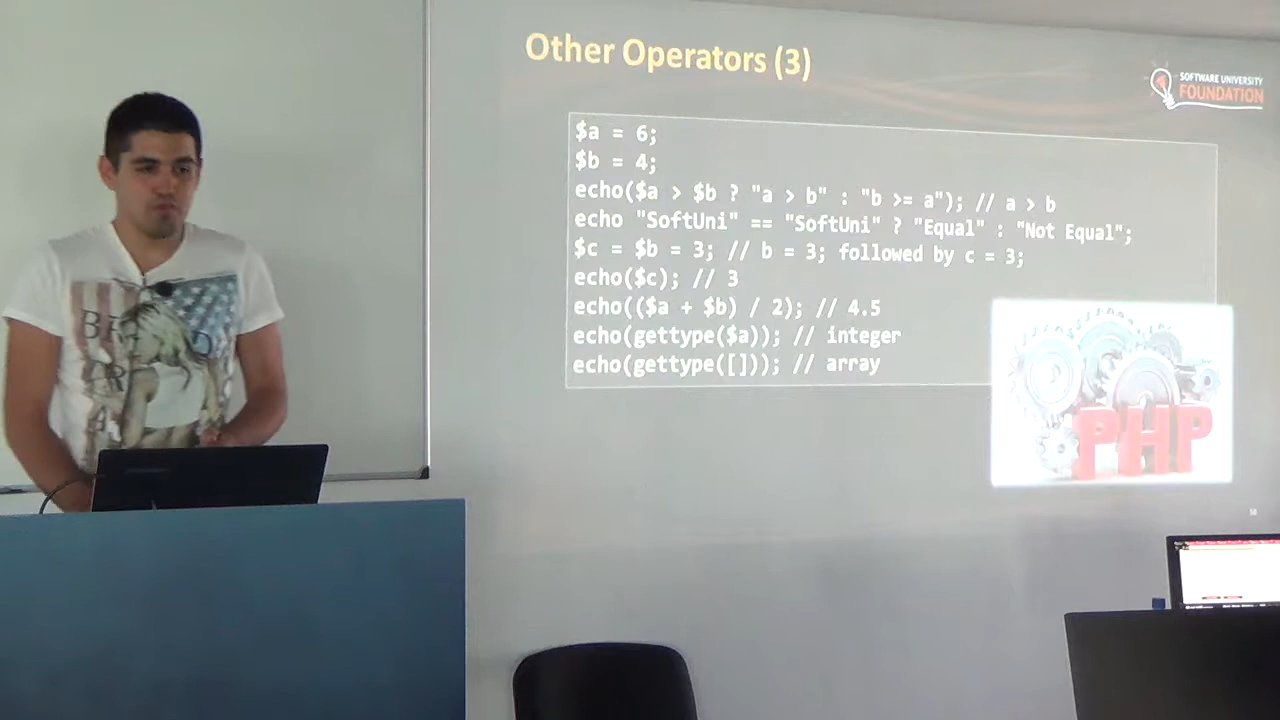 Other Operators (3)
SOFTWARE UNIVERSITY
FOUNDATION
$a = 6;
$b = 4;
echo($a > $b ? "a > b" : "b >= a"); // a > b
echo "SoftUni" == "SoftUni" ? "Equal" : "Not Equal";
$c = $b = 3; // b = 3; followed by c = 3;
echo($c); // 3
echo(($a + $b) / 2); // 4.5
echo(gettype($a)); // integer
echo(gettype([])); // array
PHP